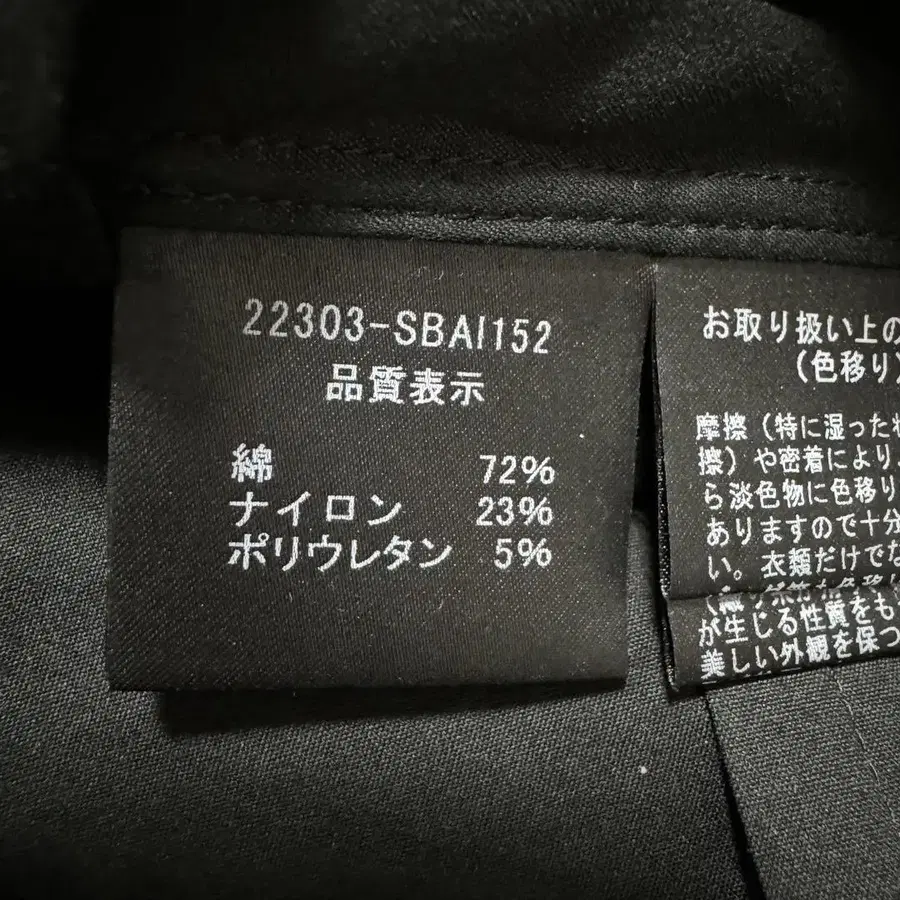 22303-SBAI152
品質表示
綿 72%
ナイロン 23%
ポリウレタン 5%
お取り扱い上の
(色移り)
摩擦(特に湿った状
擦)や密着により、
ら淡色物に色移り
ありますので十分
い。衣類だけでな
が生じる性質をも
美しい外観を保つ